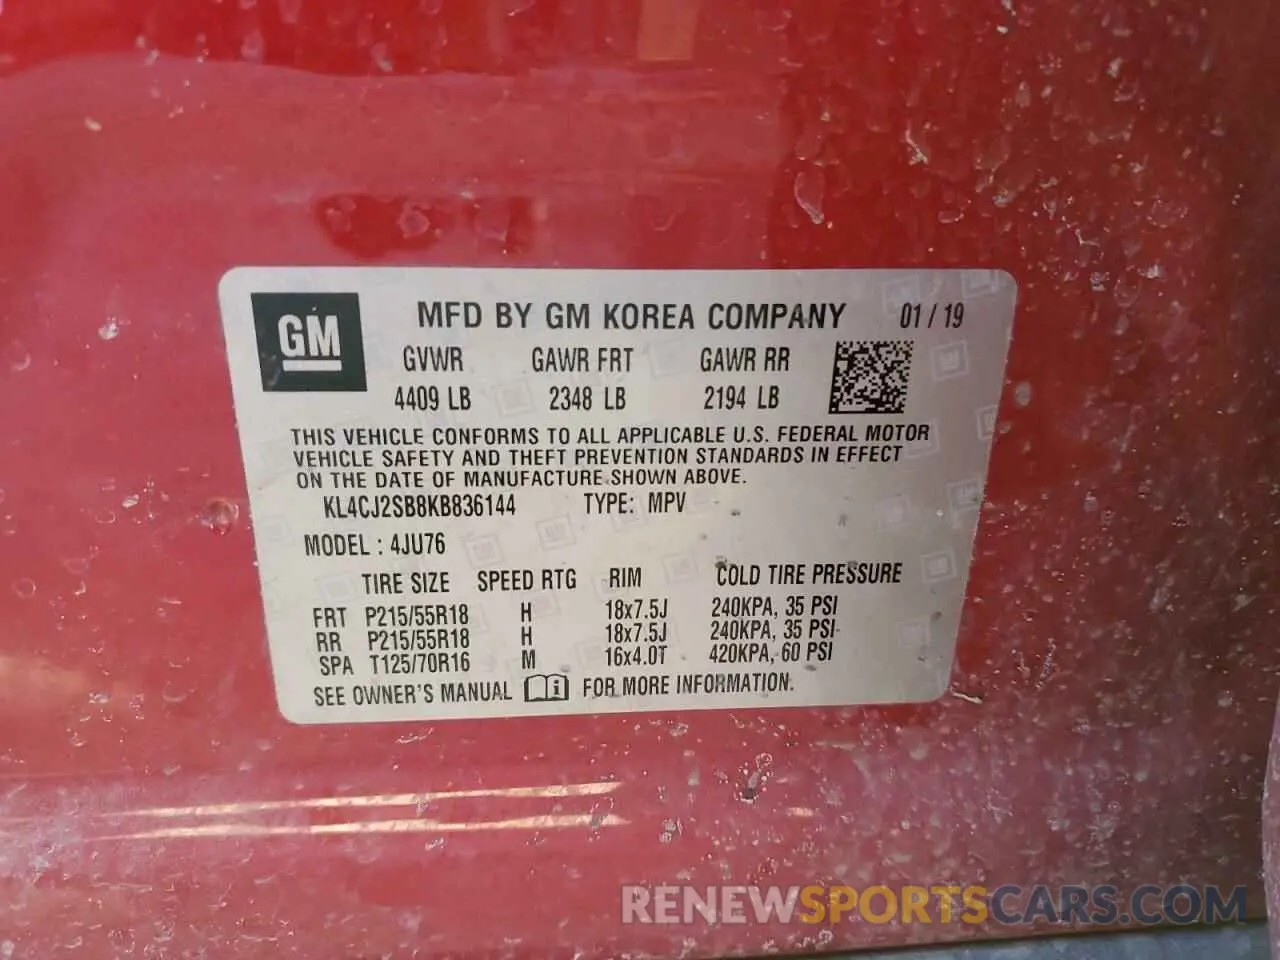 GM
MFD BY GM KOREA COMPANY 01 / 19
GVWR GAWR FRT GAWR RR
4409 LB 2348 LB 2194 LB
THIS VEHICLE CONFORMS TO ALL APPLICABLE U.S. FEDERAL MOTOR
VEHICLE SAFETY AND THEFT PREVENTION STANDARDS IN EFFECT
ON THE DATE OF MANUFACTURE SHOWN ABOVE.
KL4CJ2SB8KB836144 TYPE: MPV
MODEL : 4JU76
TIRE SIZE SPEED RTG RIM COLD TIRE PRESSURE
FRT P215/55R18 H 18x7.5J 240KPA, 35 PSI
RR P215/55R18 H 18x7.5J 240KPA, 35 PSI
SPA T125/70R16 M 16x4.0T 420KPA, 60 PSI
SEE OWNER'S MANUAL i FOR MORE INFORMATION.
RENEWSPORTSCARS.COM